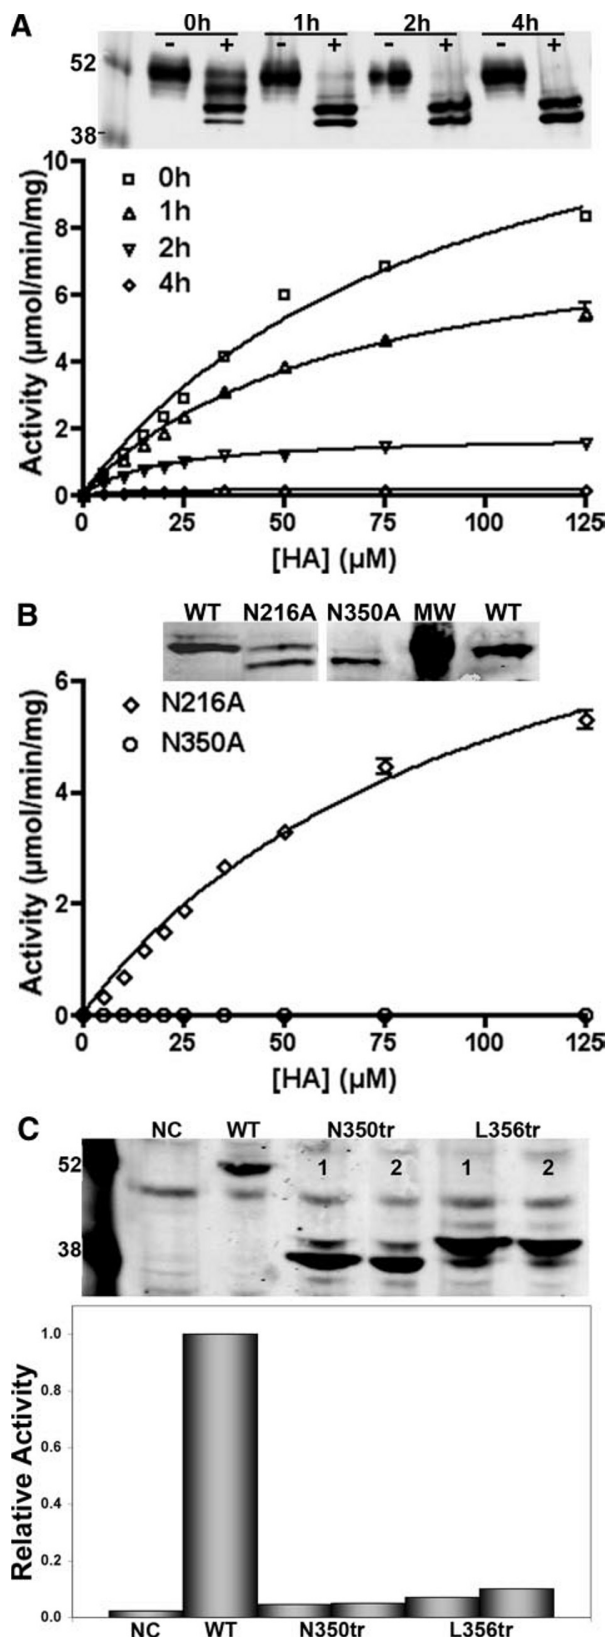 A
0h 1h 2h 4h
- + - + - + - +
52
38
10
8
6
4
2
0
0h
1h
2h
4h
Activity (µmol/min/mg)
0 25 50 75 100 125
[HA] (µM)
B
WT N216A N350A MW WT
6
4
2
0
N216A
N350A
Activity (µmol/min/mg)
0 25 50 75 100 125
[HA] (µM)
C
NC WT N350tr L356tr
52
1 2 1 2
38
1.0
0.8
0.6
0.4
0.2
0.0
Relative Activity
NC WT N350tr L356tr